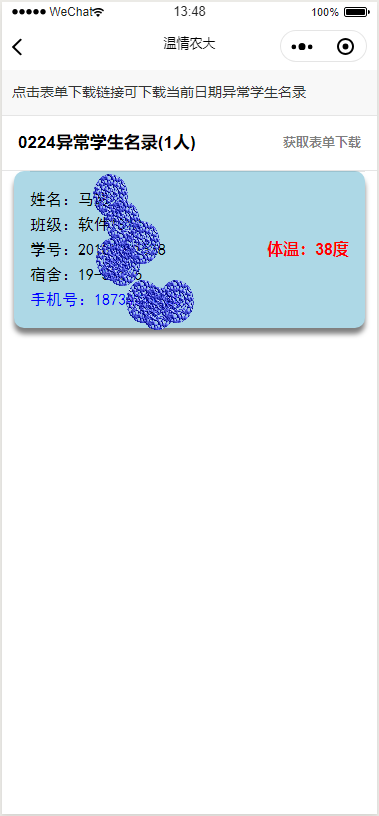 WeChat 13:48 100%
温情农大
点击表单下载链接可下载当前日期异常学生名录
0224异常学生名录(1人) 获取表单下载
姓名：马
班级：软件
学号：201 8 体温：38度
宿舍：19-
手机号：1873